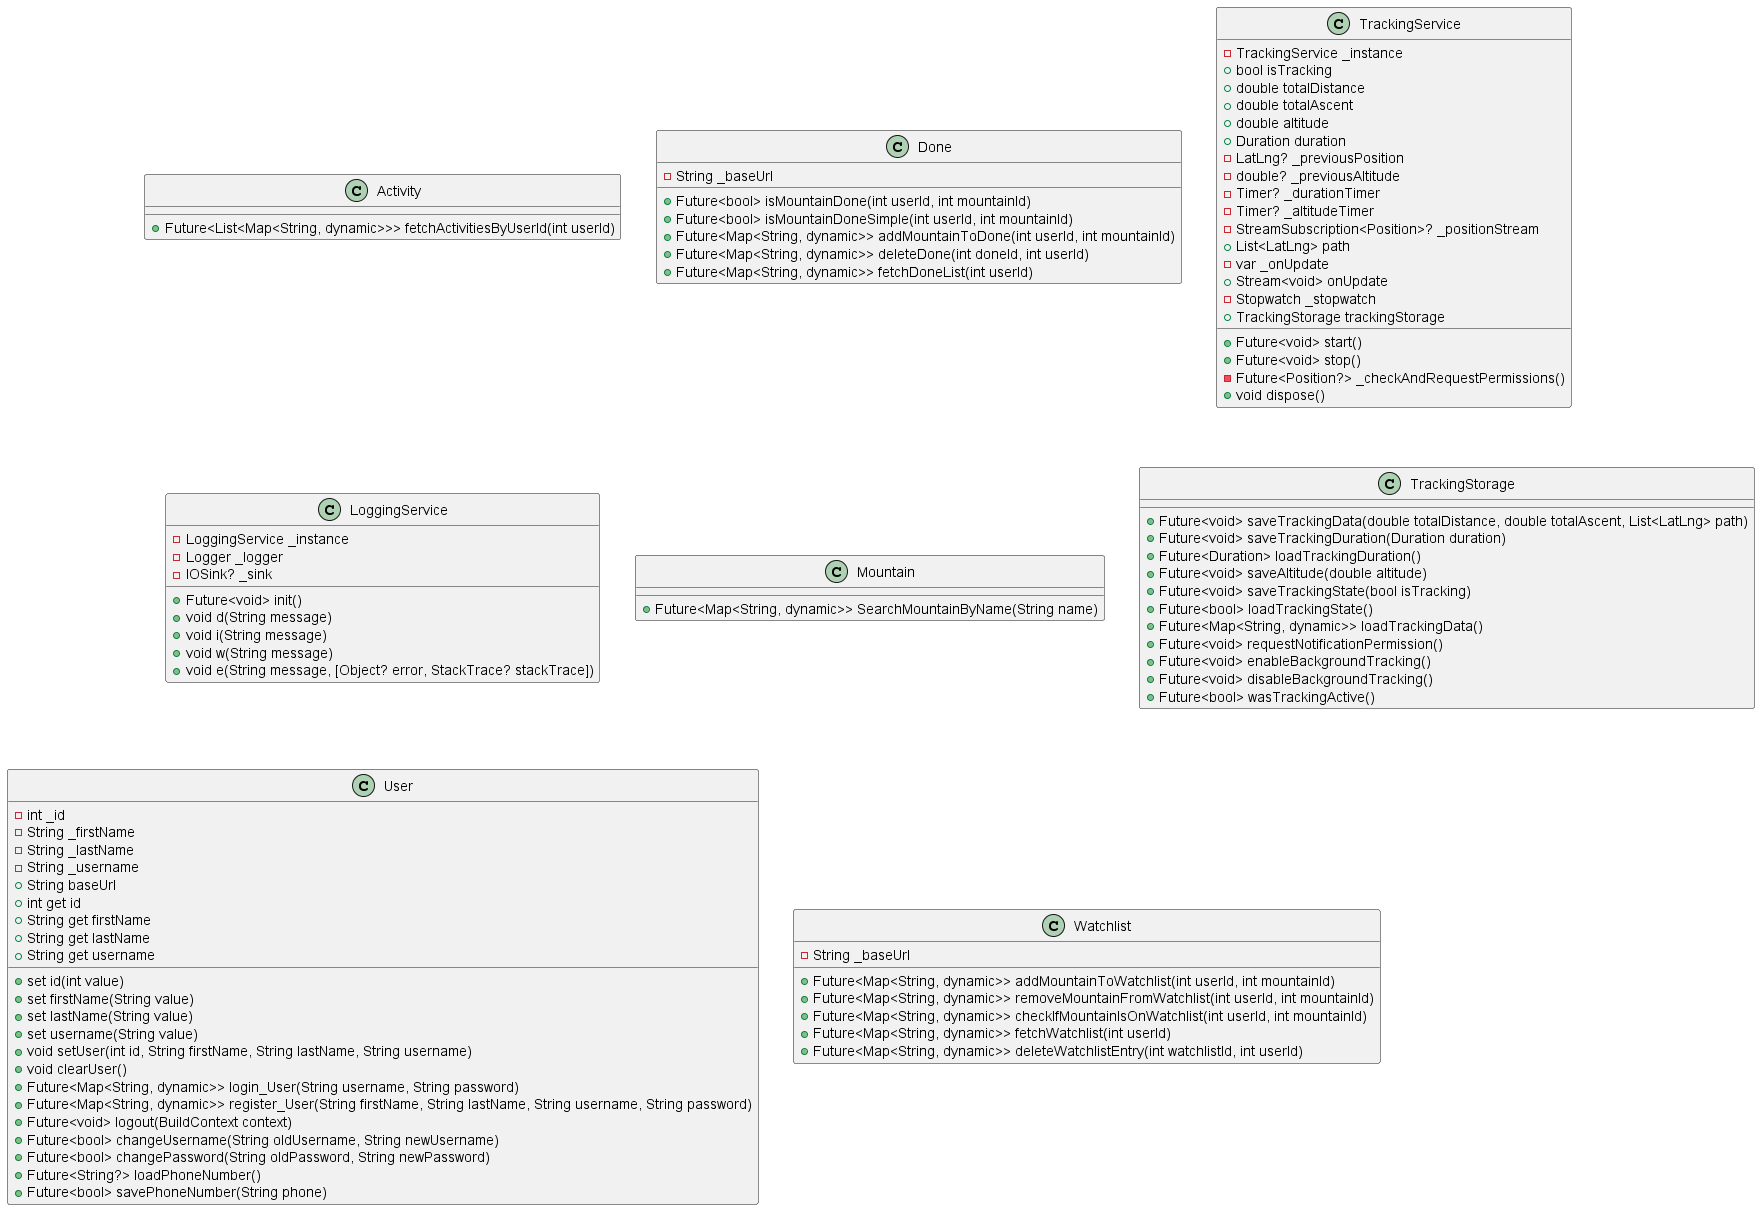 C Activity
Future<List<Map<String, dynamic>>> fetchActivitiesByUserId(int userId)
C Done
String _baseUrl
Future<bool> isMountainDone(int userId, int mountainId)
Future<bool> isMountainDoneSimple(int userId, int mountainId)
Future<Map<String, dynamic>> addMountainToDone(int userId, int mountainId)
Future<Map<String, dynamic>> deleteDone(int doneId, int userId)
Future<Map<String, dynamic>> fetchDoneList(int userId)
C TrackingService
TrackingService _instance
bool isTracking
double totalDistance
double totalAscent
double altitude
Duration duration
LatLng? _previousPosition
double? _previousAltitude
Timer? _durationTimer
Timer? _altitudeTimer
StreamSubscription<Position>? _positionStream
List<LatLng> path
var _onUpdate
Stream<void> onUpdate
Stopwatch _stopwatch
TrackingStorage trackingStorage
Future<void> start()
Future<void> stop()
Future<Position?> _checkAndRequestPermissions()
void dispose()
C LoggingService
LoggingService _instance
Logger _logger
IOSink? _sink
Future<void> init()
void d(String message)
void i(String message)
void w(String message)
void e(String message, [Object? error, StackTrace? stackTrace])
C Mountain
Future<Map<String, dynamic>> SearchMountainByName(String name)
C TrackingStorage
Future<void> saveTrackingData(double totalDistance, double totalAscent, List<LatLng> path)
Future<void> saveTrackingDuration(Duration duration)
Future<Duration> loadTrackingDuration()
Future<void> saveAltitude(double altitude)
Future<void> saveTrackingState(bool isTracking)
Future<bool> loadTrackingState()
Future<Map<String, dynamic>> loadTrackingData()
Future<void> requestNotificationPermission()
Future<void> enableBackgroundTracking()
Future<void> disableBackgroundTracking()
Future<bool> wasTrackingActive()
C User
int _id
String _firstName
String _lastName
String _username
String baseUrl
int get id
String get firstName
String get lastName
String get username
set id(int value)
set firstName(String value)
set lastName(String value)
set username(String value)
void setUser(int id, String firstName, String lastName, String username)
void clearUser()
Future<Map<String, dynamic>> login_User(String username, String password)
Future<Map<String, dynamic>> register_User(String firstName, String lastName, String username, String password)
Future<void> logout(BuildContext context)
Future<bool> changeUsername(String oldUsername, String newUsername)
Future<bool> changePassword(String oldPassword, String newPassword)
Future<String?> loadPhoneNumber()
Future<bool> savePhoneNumber(String phone)
C Watchlist
String _baseUrl
Future<Map<String, dynamic>> addMountainToWatchlist(int userId, int mountainId)
Future<Map<String, dynamic>> removeMountainFromWatchlist(int userId, int mountainId)
Future<Map<String, dynamic>> checkIfMountainIsOnWatchlist(int userId, int mountainId)
Future<Map<String, dynamic>> fetchWatchlist(int userId)
Future<Map<String, dynamic>> deleteWatchlistEntry(int watchlistId, int userId)